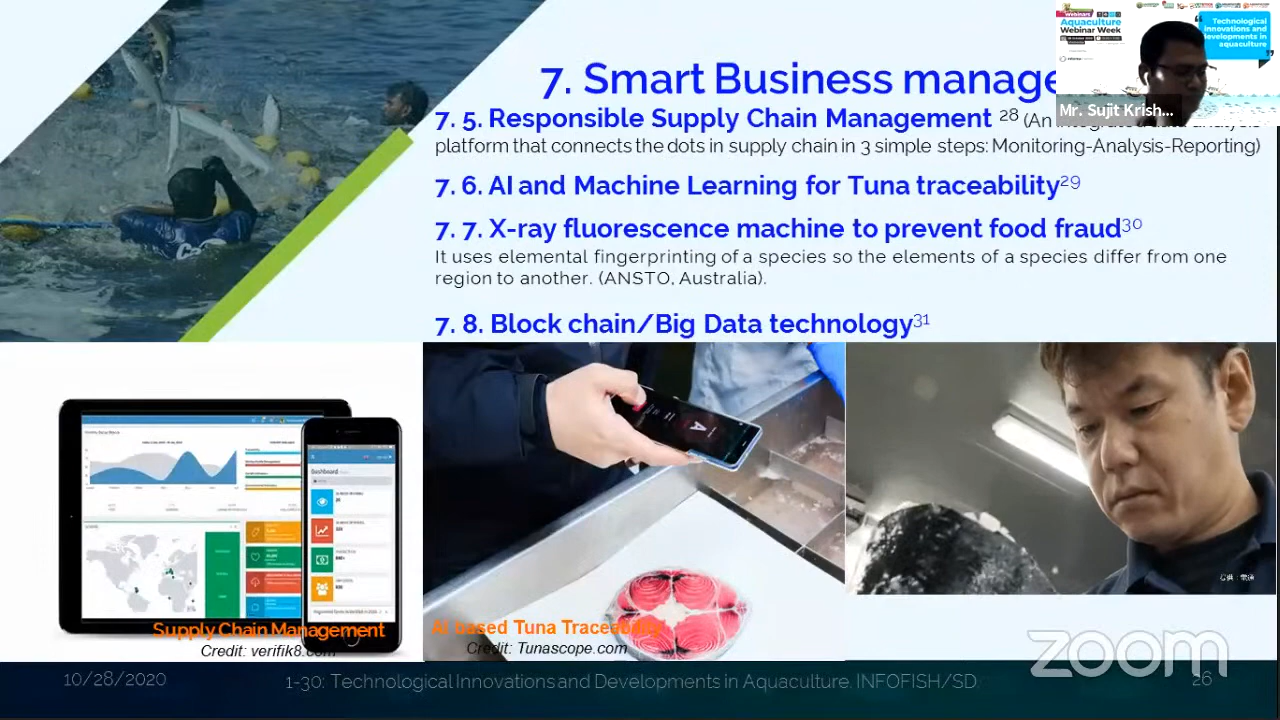 Webinars
Aquaculture
Webinar Week
Technological
innovations and
developments in
aquaculture
Mr. Sujit Krish...
7. Smart Business manage
7. 5. Responsible Supply Chain Management 28 (An
platform that connects the dots in supply chain in 3 simple steps: Monitoring-Analysis-Reporting)
7. 6. AI and Machine Learning for Tuna traceability29
7. 7. X-ray fluorescence machine to prevent food fraud30
It uses elemental fingerprinting of a species so the elements of a species differ from one
region to another. (ANSTO, Australia).
7. 8. Block chain/Big Data technology31
Dashboard
A
Supply Chain Management
Credit: verifik8.com
AI based Tuna Traceability
Credit: Tunascope.com
zoom
10/28/2020
1-30: Technological Innovations and Developments in Aquaculture. INFOFISH/SD.
26